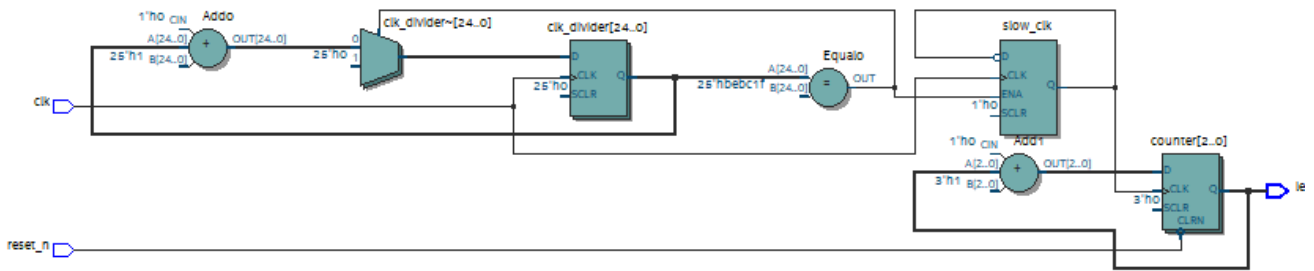 Add0
1'h0 CIN
A[24..0]
25'h1 B[24..0]
+
OUT[24..0]
clk_divider~[24..0]
0
25'h0 1
clk_divider[24..0]
D
CLK
25'h0
SCLR
Q
Equal0
A[24..0]
25'hbebc1f B[24..0]
=
OUT
slow_clk
D
CLK
ENA
1'h0
SCLR
Q
clk
Add1
1'h0 CIN
A[2..0]
3'h1 B[2..0]
+
OUT[2..0]
counter[2..0]
D
CLK
3'h0
SCLR
CLRN
Q
le
reset_n